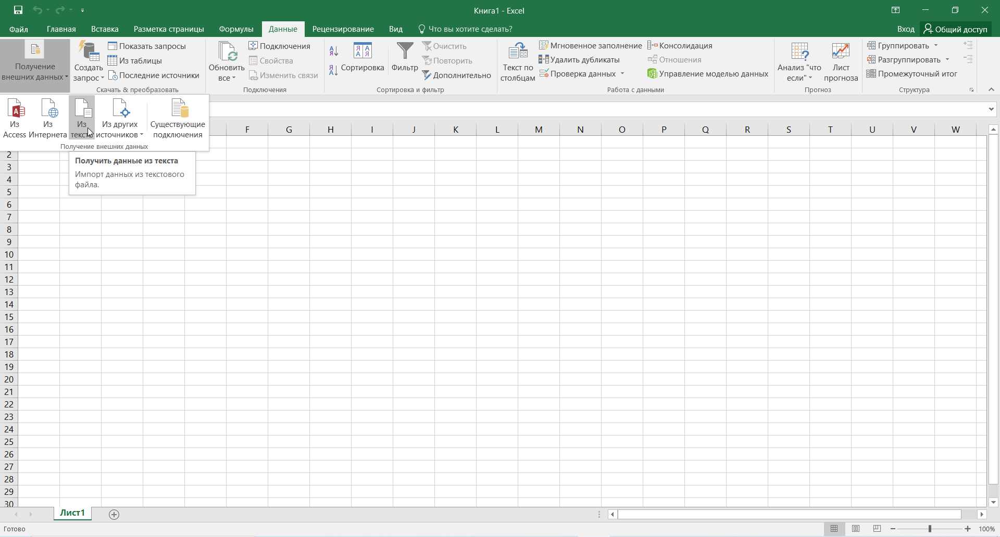 Книга1 - Excel
Файл
Главная
Вставка
Разметка страницы
Формулы
Данные
Рецензирование
Вид
Что вы хотите сделать?
Вход
Общий доступ
Получение
внешних данных
Создать
запрос
Показать запросы
Из таблицы
Последние источники
Скачать & преобразовать
Обновить
все
Подключения
Свойства
Изменить связи
Подключения
Сортировка
Фильтр
Очистить
Повторить
Дополнительно
Сортировка и фильтр
Текст по
столбцам
Мгновенное заполнение
Удалить дубликаты
Проверка данных
Консолидация
Отношения
Управление моделью данных
Работа с данными
Анализ "что
если"
Лист
прогноза
Прогноз
Группировать
Разгруппировать
Промежуточный итог
Структура
Из
Access
Из
Интернета
Из
текста
Из других
источников
Существующие
подключения
Получение внешних данных
Получить данные из текста
Импорт данных из текстового
файла.
F G H I J K L M N O P Q R S T U V W
2
3
4
5
6
7
8
9
10
11
12
13
14
15
16
17
18
19
20
21
22
23
24
25
26
27
28
29
30
Лист1
Готово
100%